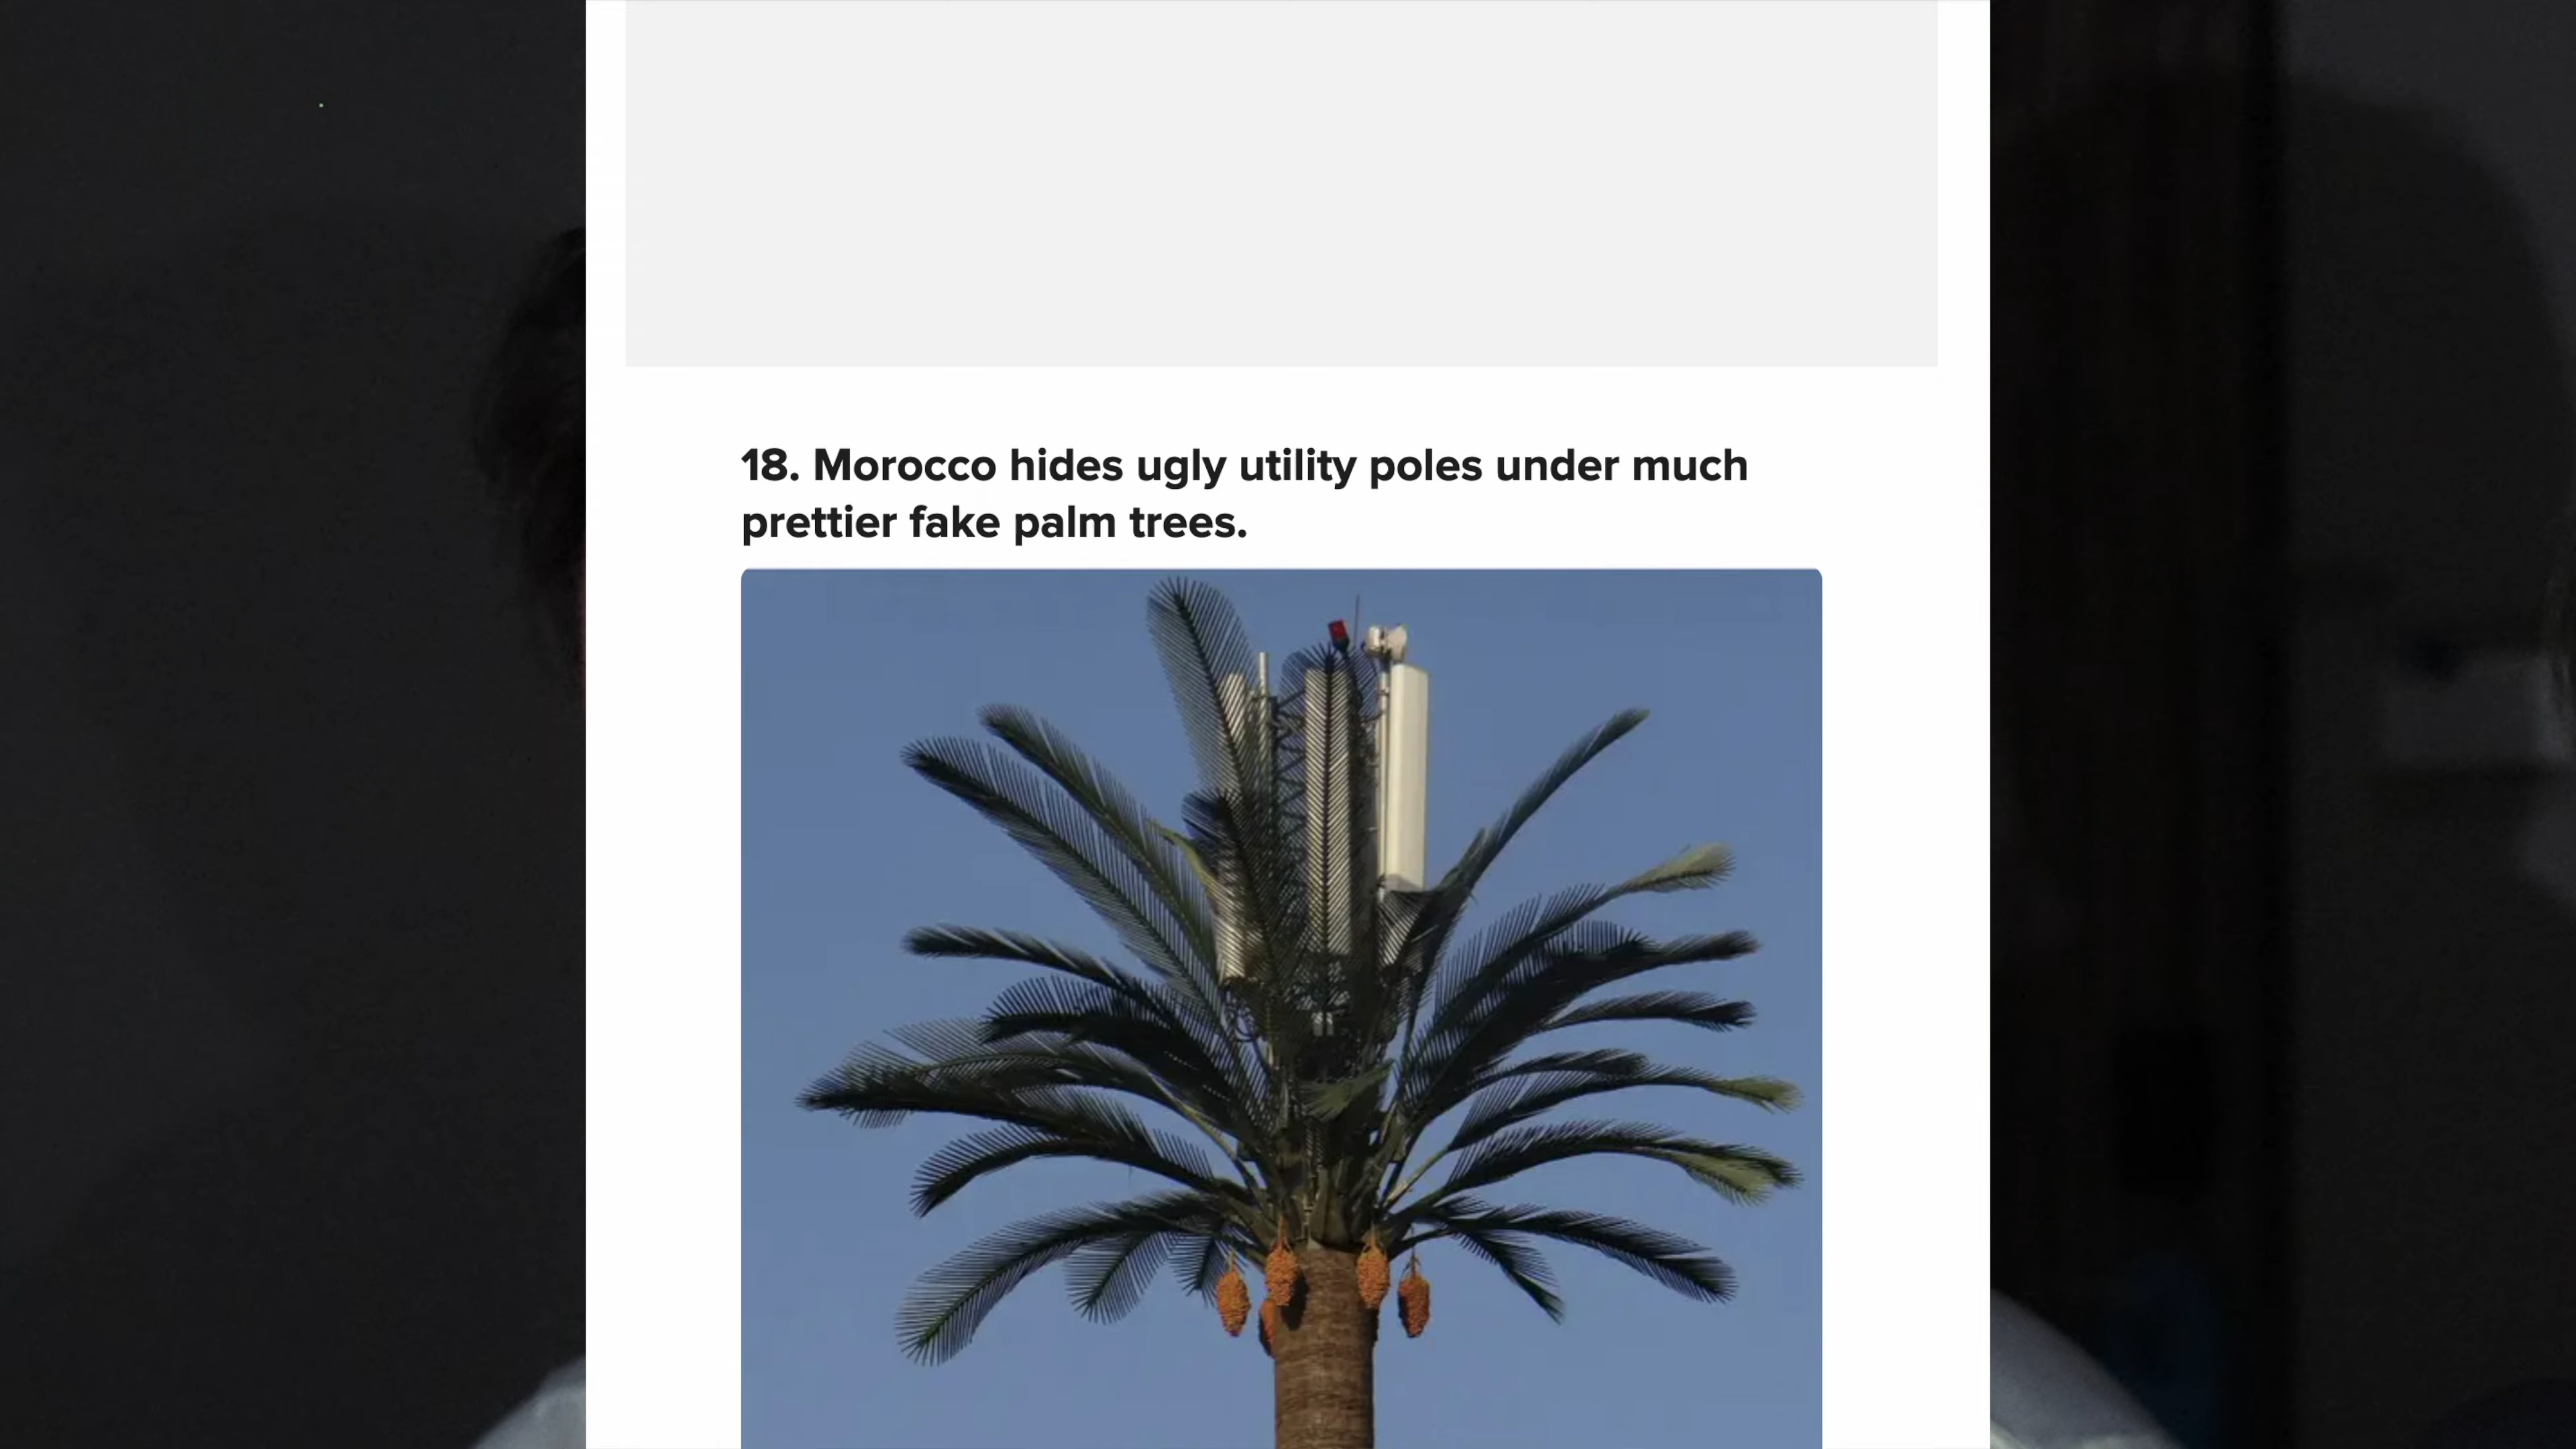 18. Morocco hides ugly utility poles under much
prettier fake palm trees.